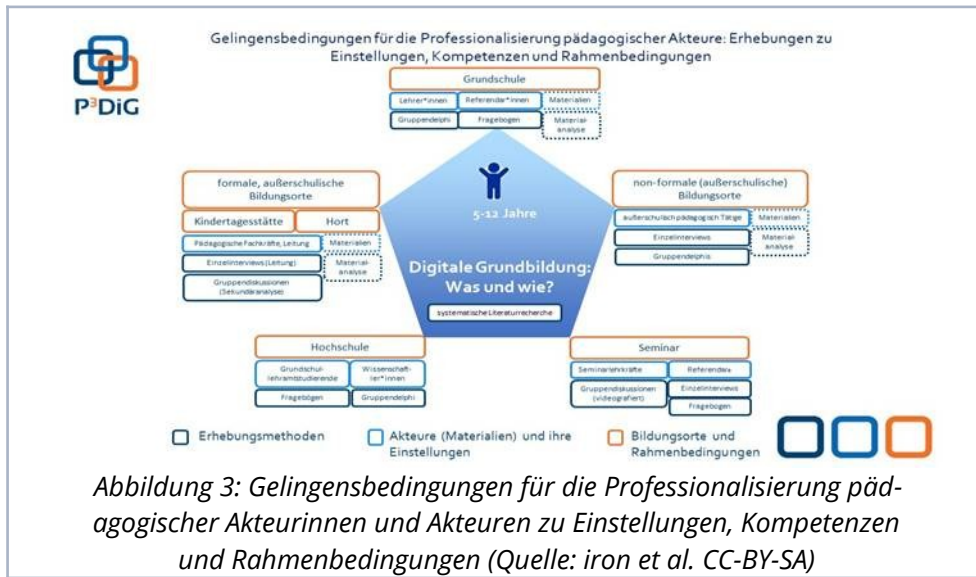 Gelingensbedingungen für die Professionalisierung pädagogischer Akteure: Erhebungen zu
Einstellungen, Kompetenzen und Rahmenbedingungen
P³DiG
Grundschule
Lehrer*innen
Referendar*innen
Materialien
Gruppendelphi
Fragebogen
Material-
analyse
formale, außerschulische
Bildungsorte
Kindertagesstätte
Hort
Pädagogische Fachkräfte, Leitung
Materialien
Einzelinterviews (Leitung)
Material-
analyse
Gruppendiskussionen
(Sekundäranalyse)
non-formale (außerschulische)
Bildungsorte
außerschulisch pädagogisch Tätige
Materialien
Einzelinterviews
Material-
analyse
Gruppendelphis
5-12 Jahre
Digitale Grundbildung:
Was und wie?
systematische Literaturrecherche
Hochschule
Grundschul-
lehramtstudierende
Wissenschaft-
ler*innen
Fragebögen
Gruppendelphi
Seminar
Seminarlehrkräfte
Gruppendiskussionen
(videografiert)
Einzelinterviews
Fragebogen
Erhebungsmethoden
Akteure (Materialien) und ihre
Einstellungen
Bildungsorte und
Rahmenbedingungen
Abbildung 3: Gelingensbedingungen für die Professionalisierung päd-
agogischer Akteurinnen und Akteuren zu Einstellungen, Kompetenzen
und Rahmenbedingungen (Quelle: iron et al. CC-BY-SA)